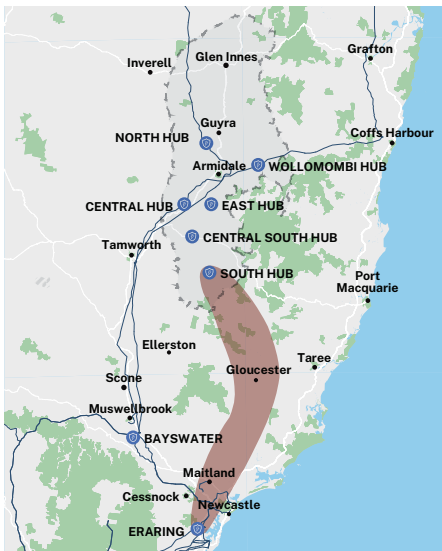 Glen Innes
Grafton
Inverell
Guyra
Coffs Harbour
NORTH HUB
Armidale
WOLLOMOMBI HUB
CENTRAL HUB
EAST HUB
CENTRAL SOUTH HUB
Tamworth
SOUTH HUB
Port
Macquarie
Ellerston
Taree
Gloucester
Scone
Muswellbrook
BAYSWATER
Maitland
Cessnock
Newcastle
ERARING